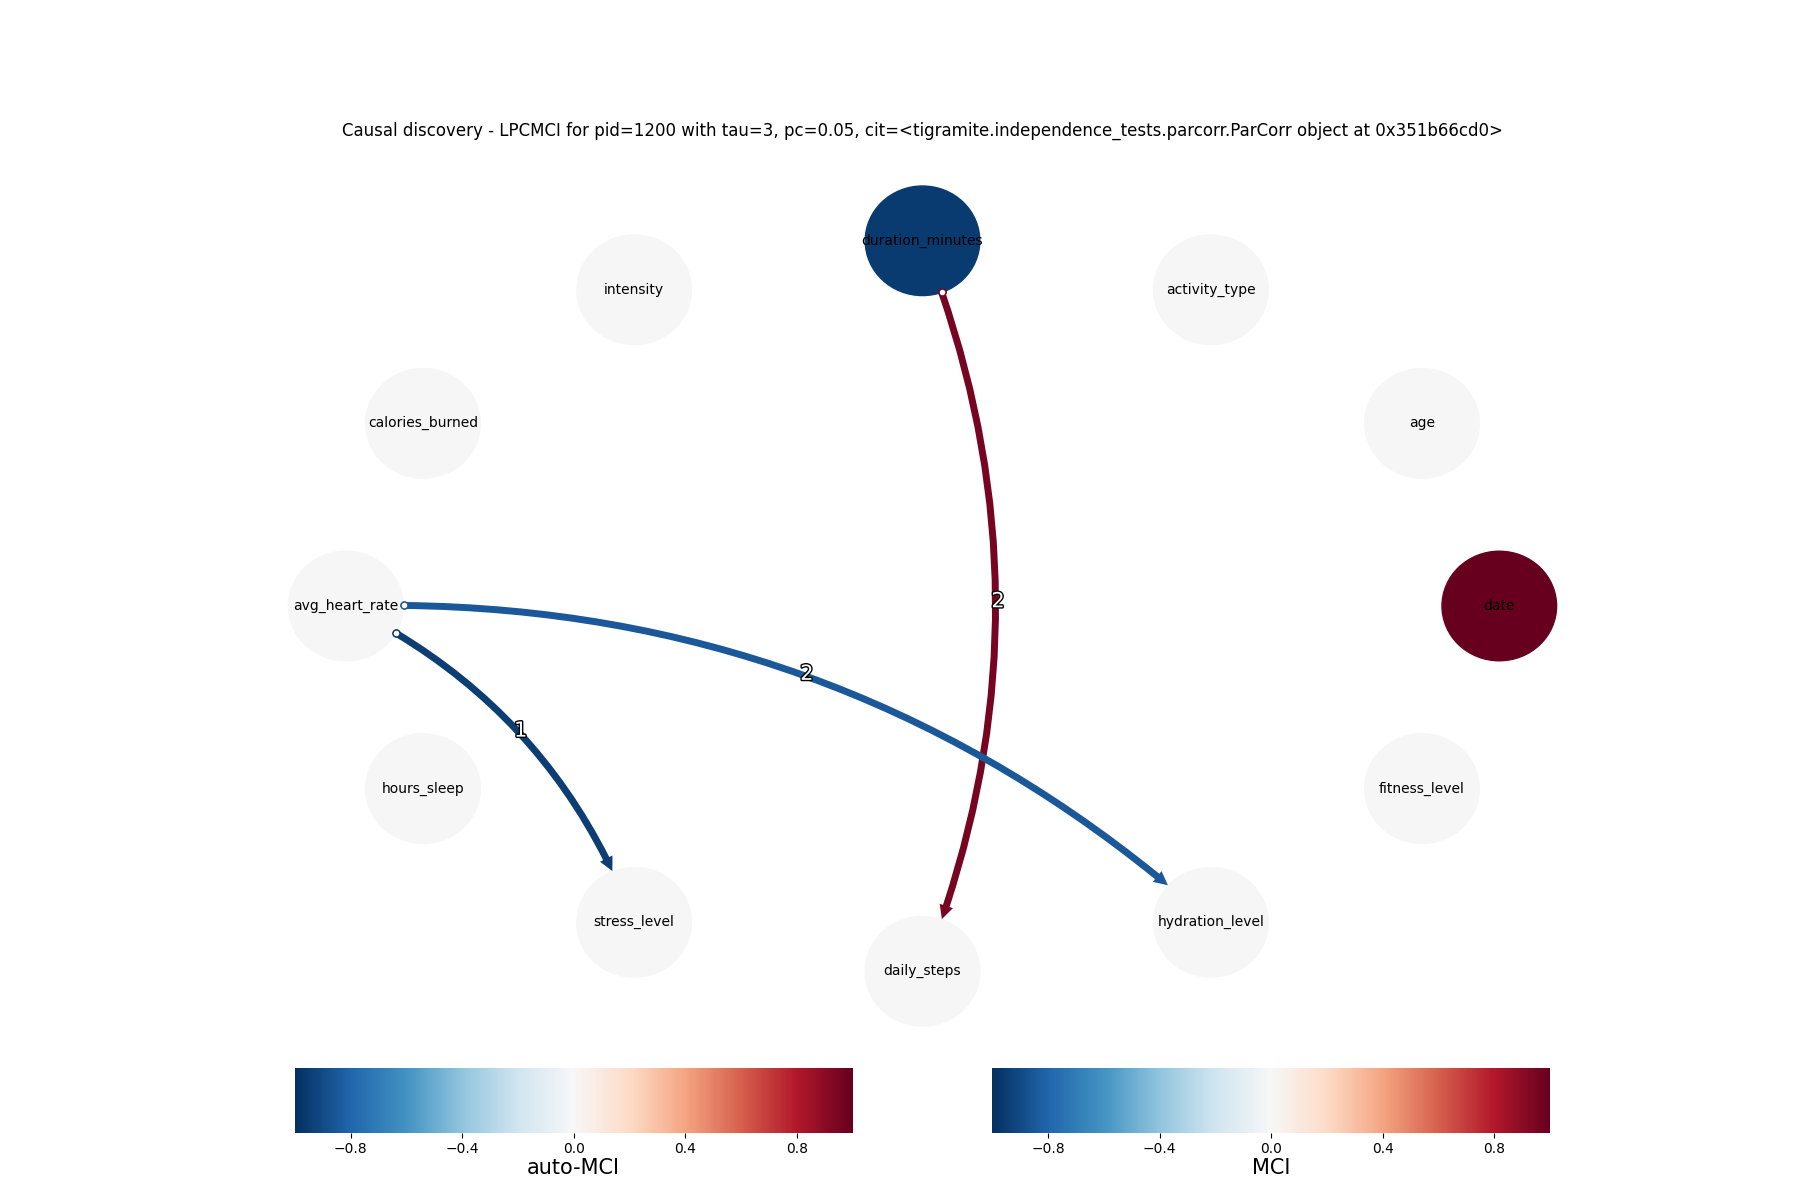 Causal discovery - LPCMCI for pid=1200 with tau=3, pc=0.05, cit=<tigramite.independence_tests.parcorr.ParCorr object at 0x351b66cd0>
duration_minutes
intensity
activity_type
calories_burned
age
2
avg_heart_rate
date
2
1
hours_sleep
fitness_level
stress_level
hydration_level
daily_steps
−0.8 −0.4 0.0 0.4 0.8
auto-MCI
−0.8 −0.4 0.0 0.4 0.8
MCI